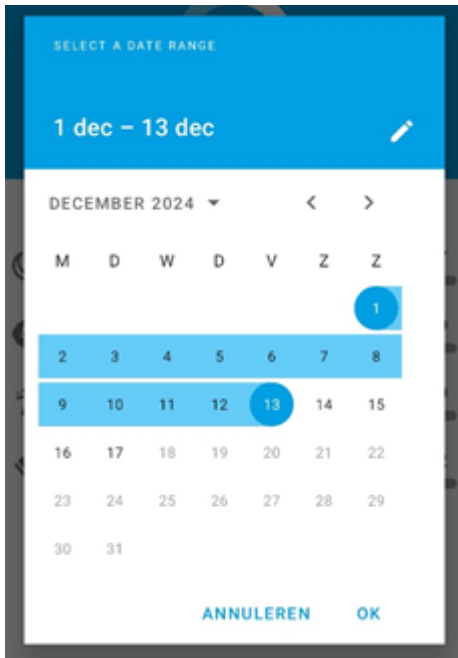 SELECT A DATE RANGE
1 dec – 13 dec
DECEMBER 2024
M D W D V Z Z
1
2 3 4 5 6 7 8
9 10 11 12 13 14 15
16 17 18 19 20 21 22
23 24 25 26 27 28 29
30 31
ANNULEREN OK